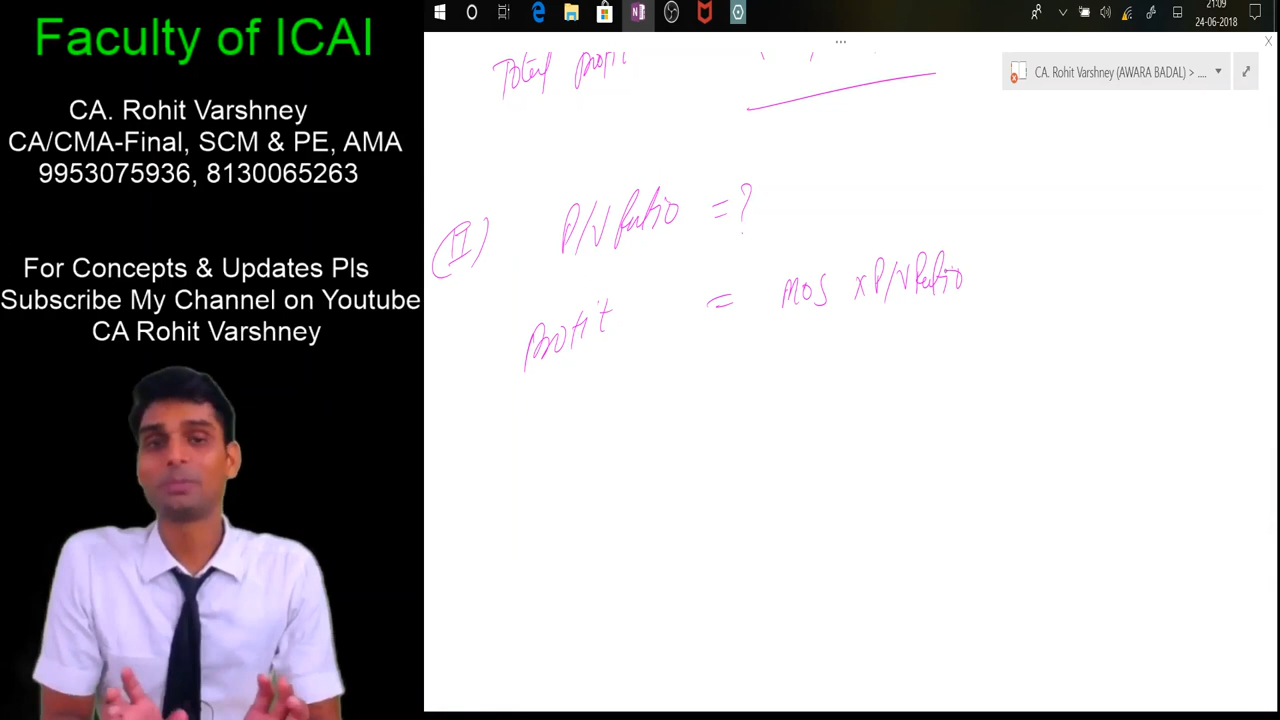 Faculty of ICAI
CA. Rohit Varshney
CA/CMA-Final, SCM & PE, AMA
9953075936, 8130065263
For Concepts & Updates Pls
Subscribe My Channel on Youtube
CA Rohit Varshney
21:09
24-06-2018
CA. Rohit Varshney (AWARA BADAL) > ....
Total profit
(II) P/V Ratio = ?
Profit = MOS x P/V Ratio